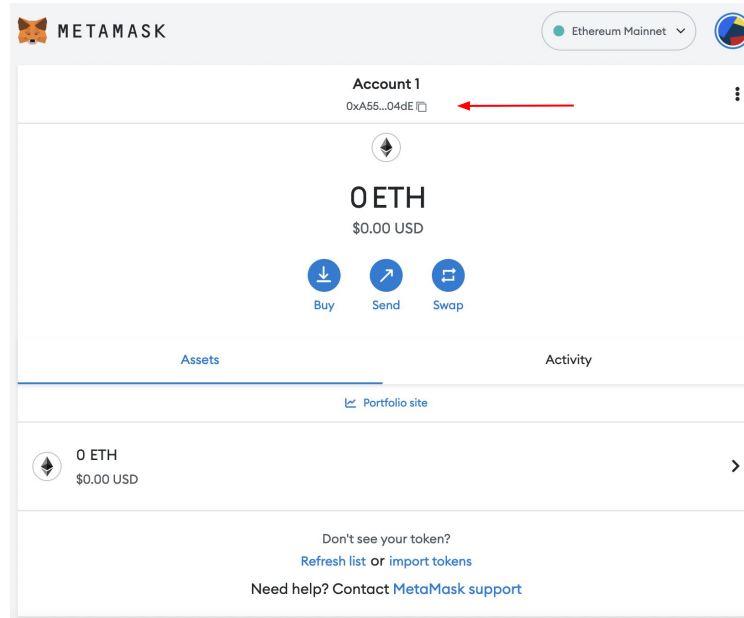 METAMASK
Ethereum Mainnet
Account 1
0xA55...04dE
0 ETH
$0.00 USD
Buy Send Swap
Assets Activity
Portfolio site
0 ETH
$0.00 USD
Don't see your token?
Refresh list or import tokens
Need help? Contact MetaMask support